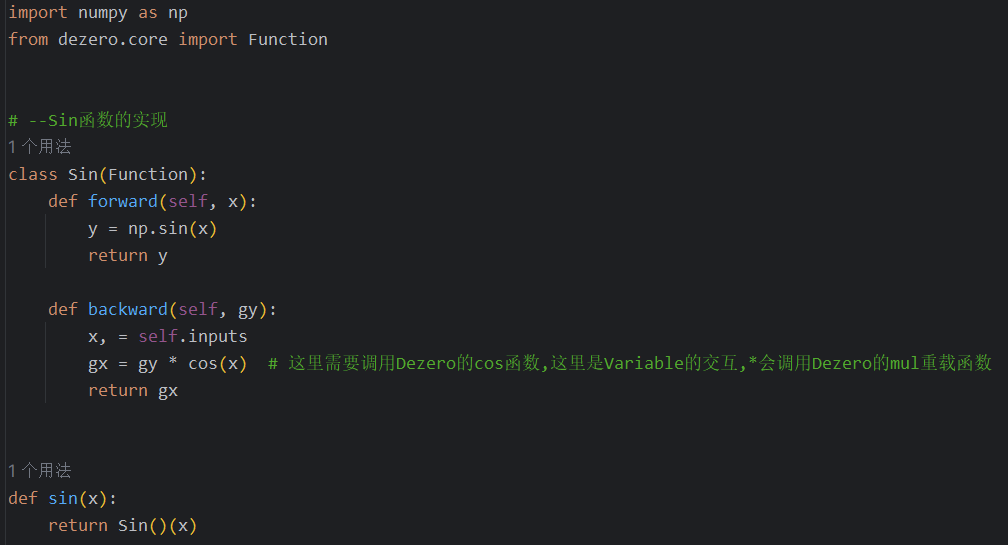 import numpy as np
from dezero.core import Function
# --Sin函数的实现
1 个用法
class Sin(Function):
    def forward(self, x):
        y = np.sin(x)
        return y
    def backward(self, gy):
        x, = self.inputs
        gx = gy * cos(x)  # 这里需要调用Dezero的cos函数,这里是Variable的交互,*会调用Dezero的mul重载函数
        return gx
1 个用法
def sin(x):
    return Sin()(x)